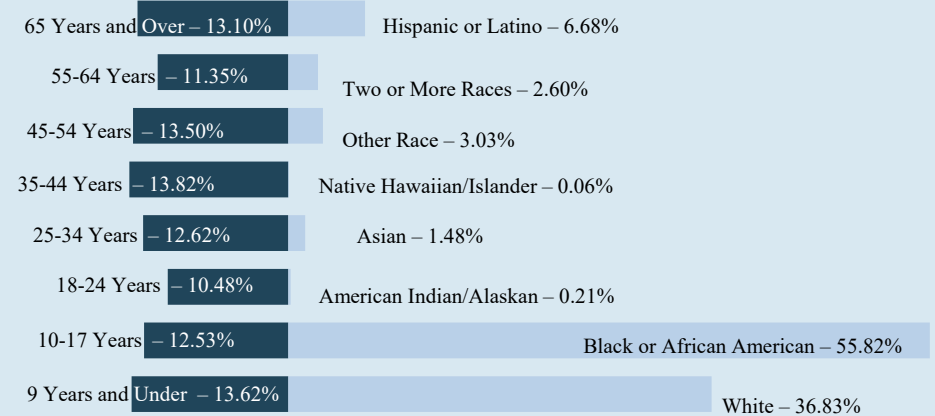 65 Years and Over – 13.10% Hispanic or Latino – 6.68%
55-64 Years – 11.35% Two or More Races – 2.60%
45-54 Years – 13.50% Other Race – 3.03%
35-44 Years – 13.82% Native Hawaiian/Islander – 0.06%
25-34 Years – 12.62% Asian – 1.48%
18-24 Years – 10.48% American Indian/Alaskan – 0.21%
10-17 Years – 12.53% Black or African American – 55.82%
9 Years and Under – 13.62% White – 36.83%